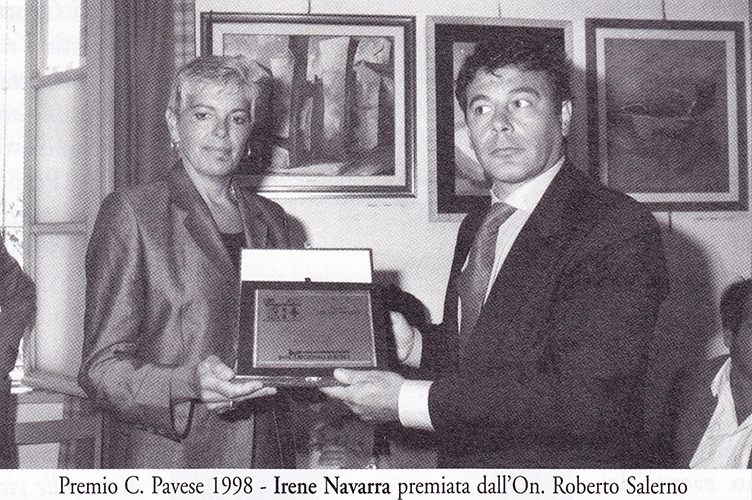 Premio C. Pavese 1998 - Irene Navarra premiata dall'On. Roberto Salerno